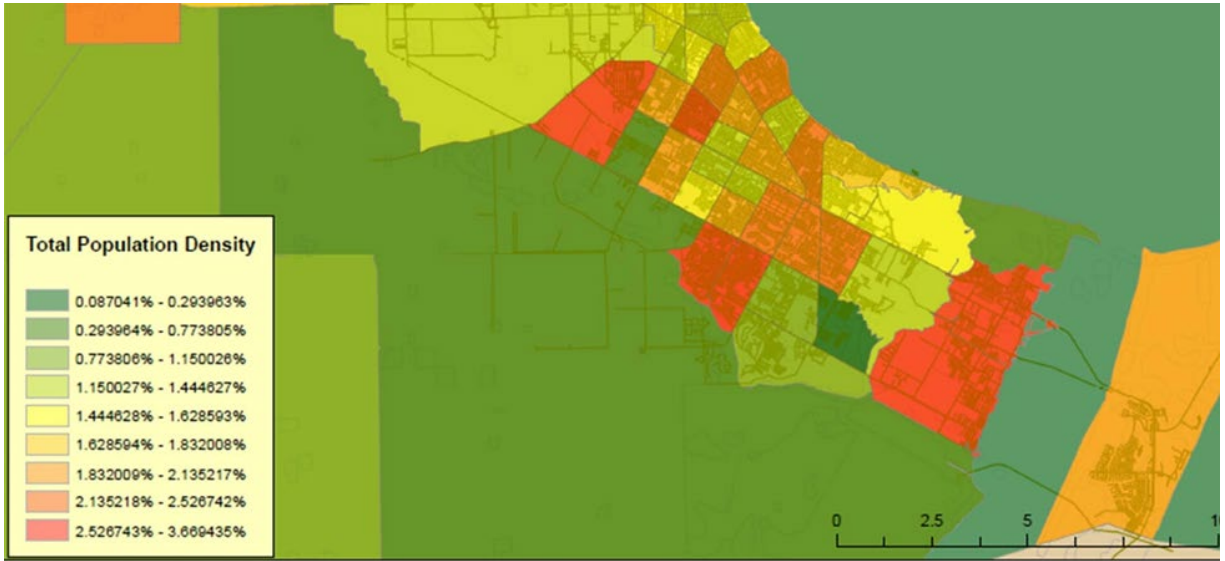 Total Population Density
0.087041% - 0.293963%
0.293964% - 0.773805%
0.773806% - 1.150026%
1.150027% - 1.444627%
1.444628% - 1.628593%
1.628594% - 1.832008%
1.832009% - 2.135217%
2.135218% - 2.526742%
2.526743% - 3.669435%
0 2.5 5 10